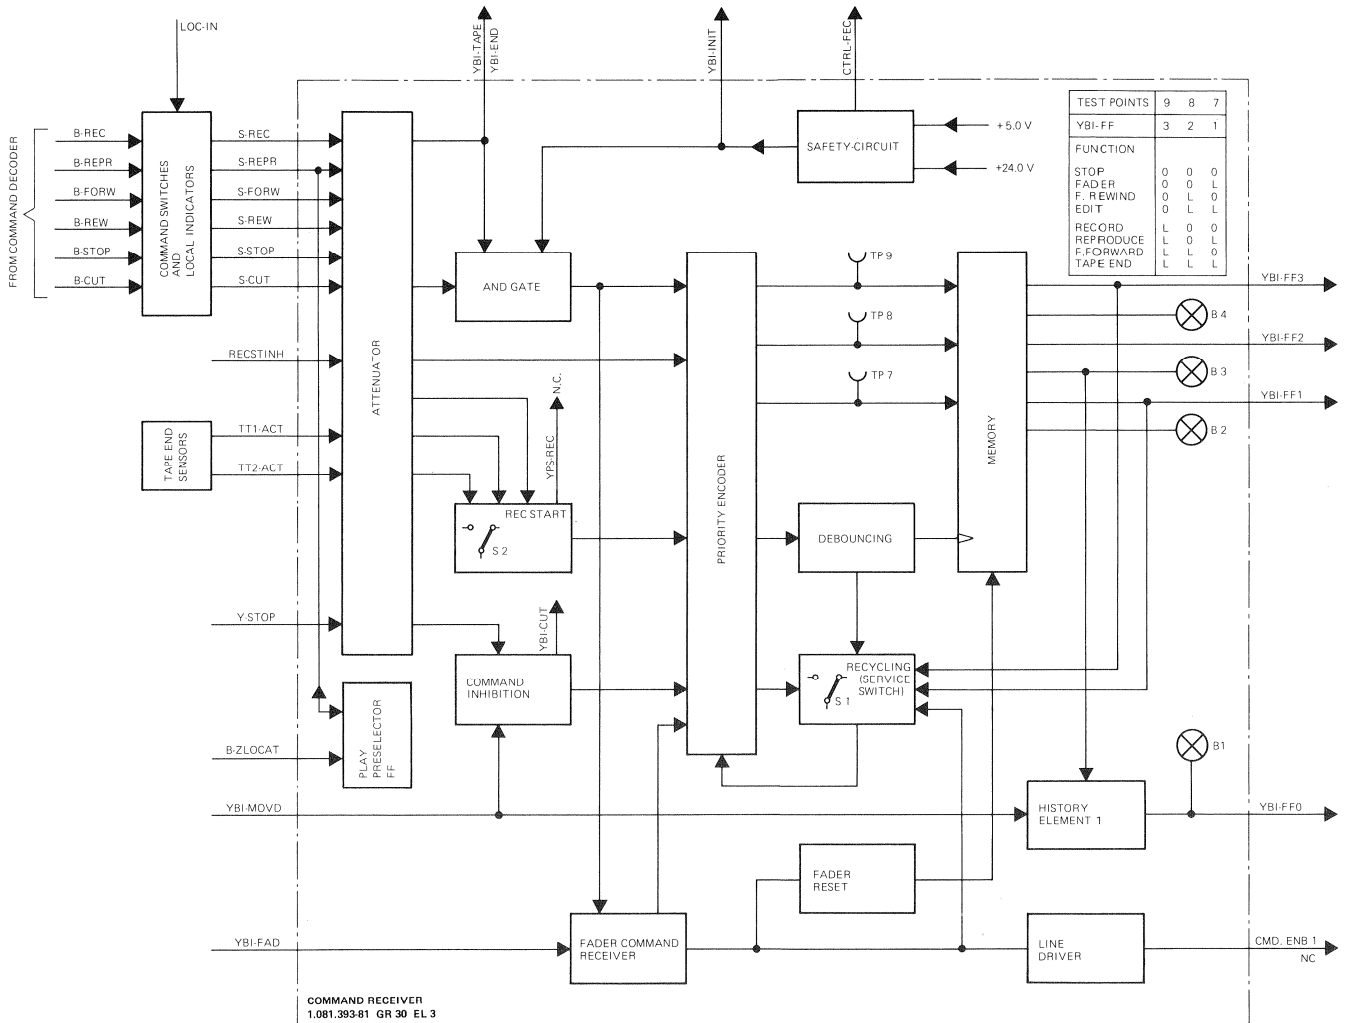 LOC-IN
YBI-TAPE
YBI-END
YBI-INIT
CTRL-FEC
FROM COMMAND DECODER
B-REC
B-REPR
B-FORW
B-REW
B-STOP
B-CUT
COMMAND SWITCHES
AND
LOCAL INDICATORS
S-REC
S-REPR
S-FORW
S-REW
S-STOP
S-CUT
RECSTINH
TAPE END
SENSORS
TT1-ACT
TT2-ACT
Y-STOP
B-ZLOCAT
YBI-MOVD
YBI-FAD
ATTENUATOR
PLAY
PRESELECTOR
FF
AND GATE
REC START
S 2
YPS-REC
N.C.
COMMAND
INHIBITION
YBI-CUT
FADER COMMAND
RECEIVER
PRIORITY ENCODER
SAFETY-CIRCUIT
+5.0 V
+24.0 V
TP 9
TP 8
TP 7
DEBOUNCING
RECYCLING
(SERVICE
SWITCH)
S 1
FADER
RESET
MEMORY
TEST POINTS 9 8 7
YBI-FF 3 2 1
FUNCTION
STOP 0 0 0
FADER 0 0 L
F. REWIND 0 L 0
EDIT 0 L L
RECORD L 0 0
REPRODUCE L 0 L
F.FORWARD L L 0
TAPE END L L L
YBI-FF3
B 4
YBI-FF2
B 3
YBI-FF1
B 2
B1
HISTORY
ELEMENT 1
YBI-FF0
LINE
DRIVER
CMD. ENB 1
NC
COMMAND RECEIVER
1.081.393-81 GR 30 EL 3